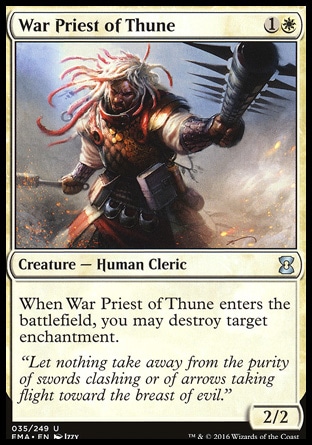 War Priest of Thune 1
Creature — Human Cleric
When War Priest of Thune enters the
battlefield, you may destroy target
enchantment.
“Let nothing take away from the purity
of swords clashing or of arrows taking
flight toward the breast of evil.”
2/2
035/249 U
EMA • EN Izzy
™ & © 2016 Wizards of the Coast